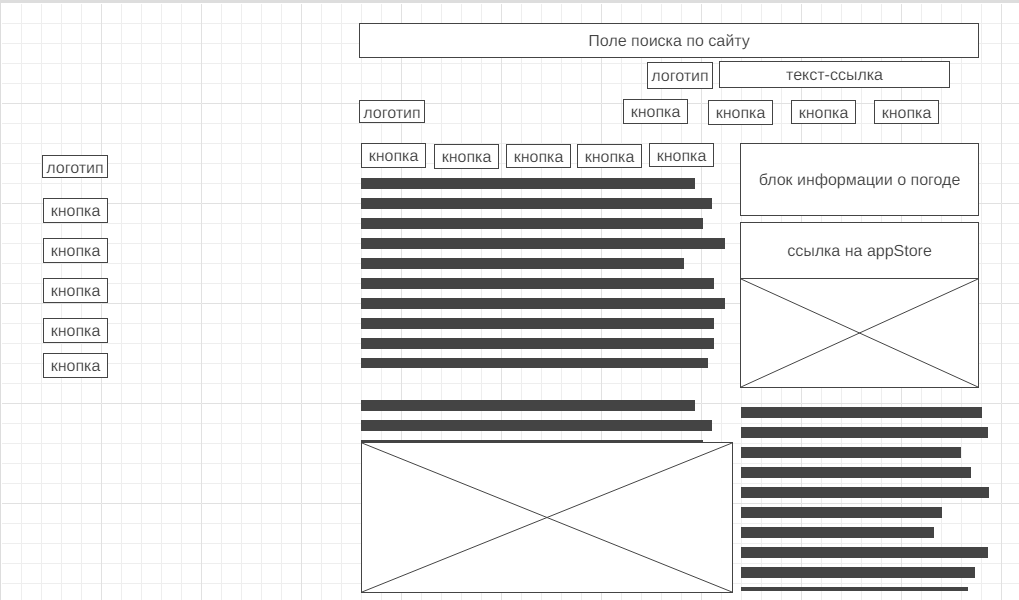 Поле поиска по сайту
логотип
текст-ссылка
логотип
кнопка
кнопка
кнопка
кнопка
кнопка
кнопка
кнопка
кнопка
кнопка
блок информации о погоде
логотип
кнопка
кнопка
кнопка
кнопка
кнопка
ссылка на appStore